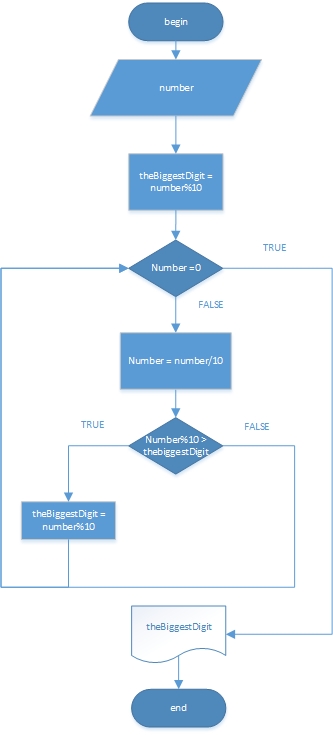 begin
number
theBiggestDigit =
number%10
TRUE
Number =0
FALSE
Number = number/10
TRUE
FALSE
Number%10 >
thebiggestDigit
theBiggestDigit =
number%10
theBiggestDigit
end